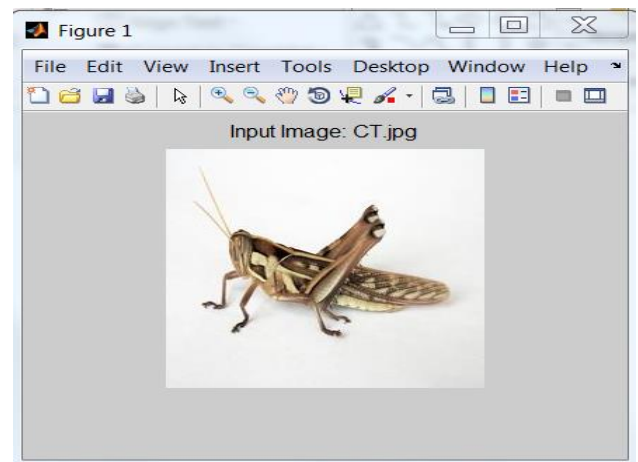 Figure 1
File Edit View Insert Tools Desktop Window Help
Input Image: CT.jpg